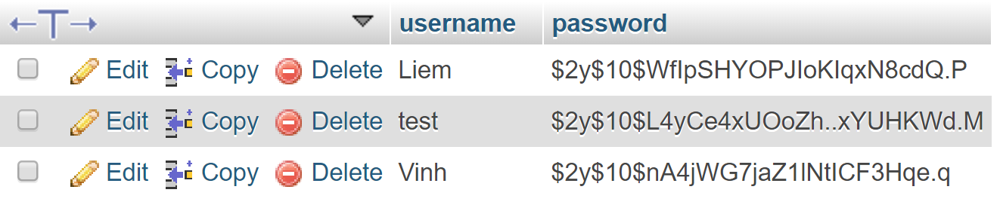 username password
Edit Copy Delete Liem $2y$10$WfIpSHYOPJIoKIqxN8cdQ.P
Edit Copy Delete test $2y$10$L4yCe4xUOoZh..xYUHKWd.M
Edit Copy Delete Vinh $2y$10$nA4jWG7jaZ1lNtICF3Hqe.q